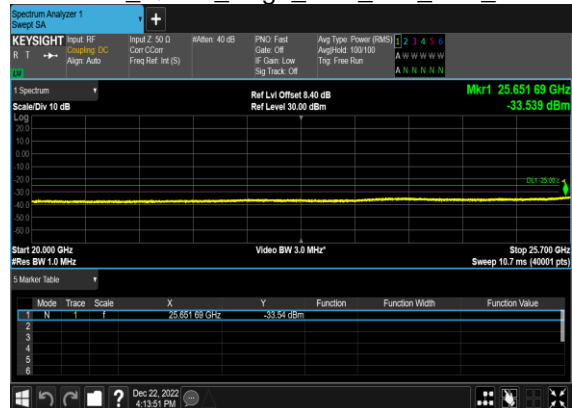 Spectrum Analyzer 1
Swept SA
+
KEYSIGHT Input: RF Input Z: 50 Ω #Atten: 40 dB PNO: Fast Avg Type: Power (RMS) 1 2 3 4 5 6
R T Coupling: DC Corr CCorr Gate: Off Avg|Hold: 100/100 A W W W W W
Align: Auto Freq Ref: Int (S) IF Gain: Low Trig: Free Run
LXI Sig Track: Off A N N N N N
1 Spectrum Ref Lvl Offset 8.40 dB Mkr1 25.651 69 GHz
Scale/Div 10 dB Ref Level 30.00 dBm -33.539 dBm
Log
20.0
10.0
0.00
-10.0
-20.0
DL1 -25.00
-30.0
-40.0
-50.0
-60.0
Start 20.000 GHz Video BW 3.0 MHz* Stop 25.700 GHz
#Res BW 1.0 MHz Sweep 10.7 ms (40001 pts)
5 Marker Table
Mode Trace Scale X Y Function Function Width Function Value
1 N 1 f 25.651 69 GHz -33.54 dBm
2
3
4
5
6
? Dec 22, 2022
4:13:51 PM